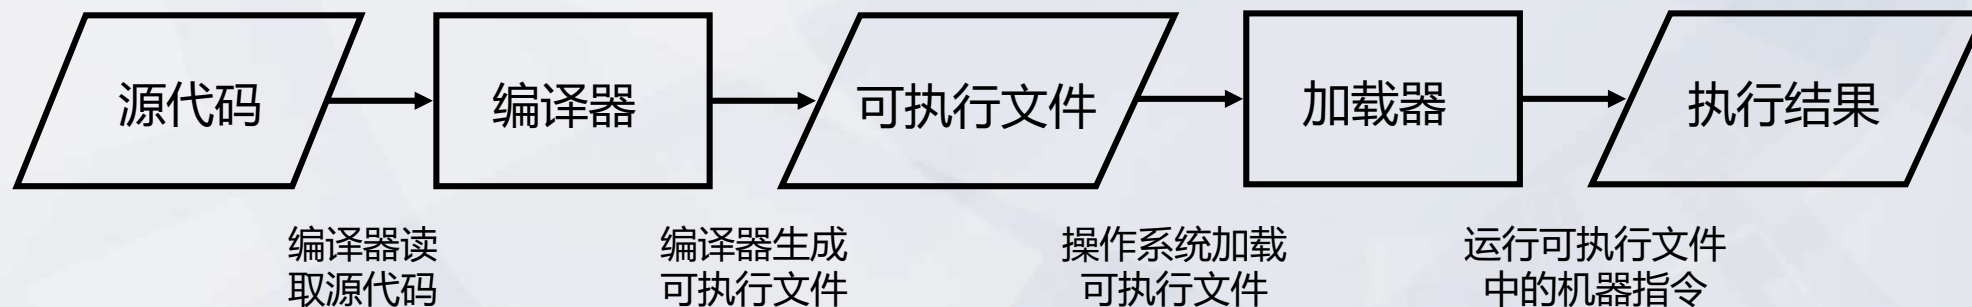 源代码
编译器
可执行文件
加载器
执行结果
编译器读
取源代码
编译器生成
可执行文件
操作系统加载
可执行文件
运行可执行文件
中的机器指令